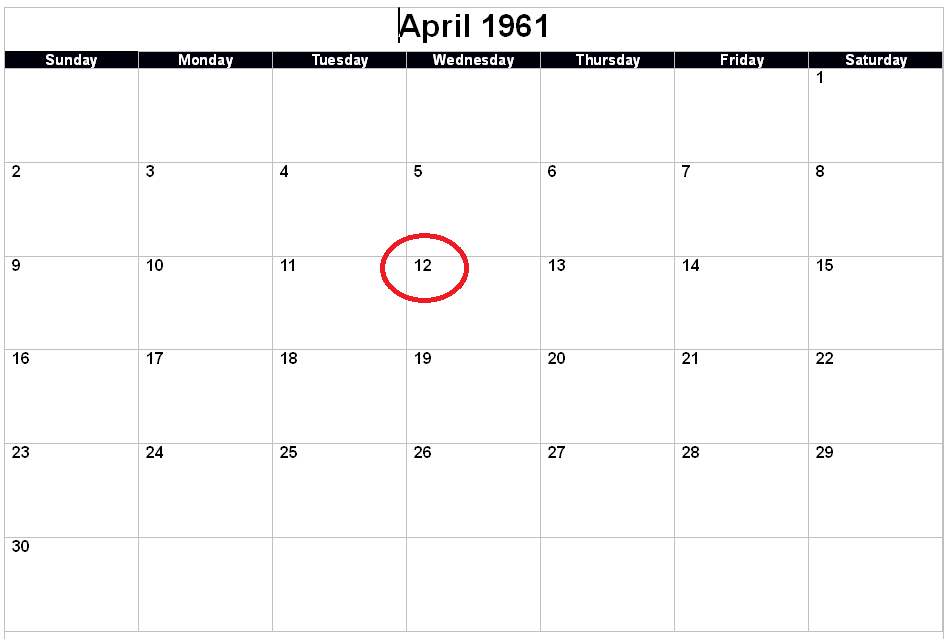 April 1961
Sunday Monday Tuesday Wednesday Thursday Friday Saturday
1
2 3 4 5 6 7 8
9 10 11 12 13 14 15
16 17 18 19 20 21 22
23 24 25 26 27 28 29
30